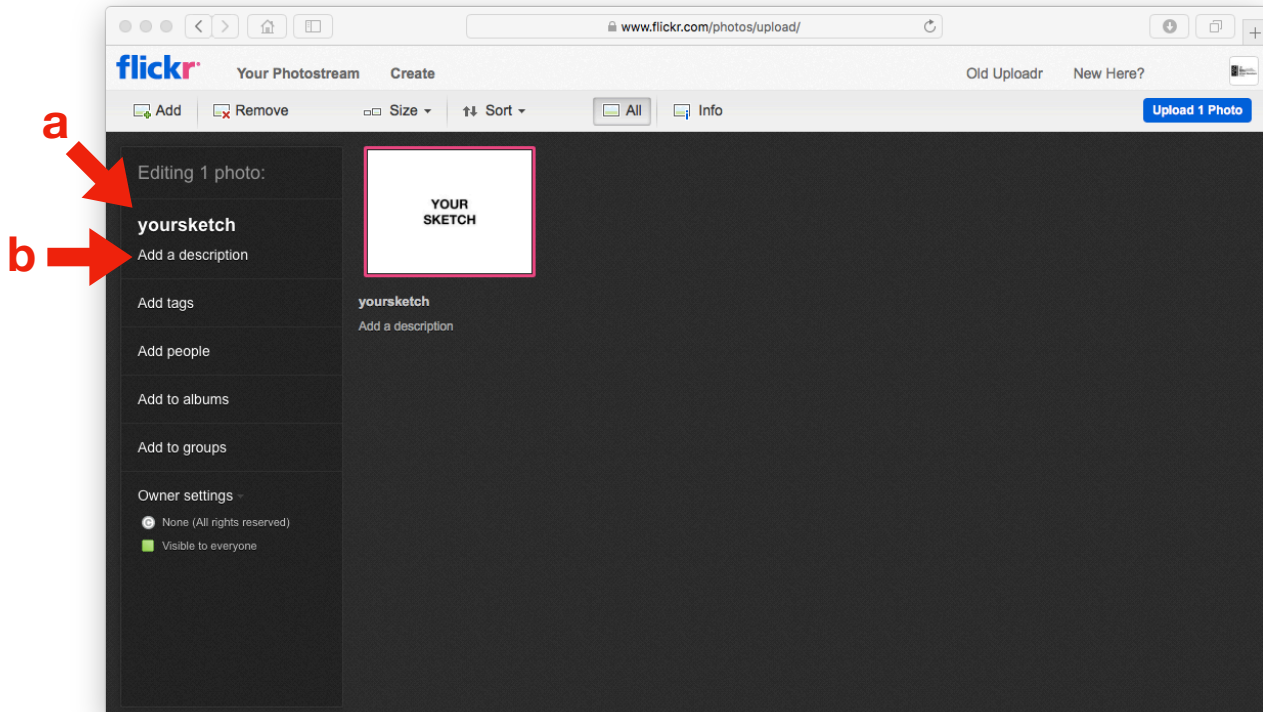 www.flickr.com/photos/upload/
flickr Your Photostream Create Old Uploadr New Here?
Add Remove Size Sort All Info Upload 1 Photo
a
Editing 1 photo:
YOUR
SKETCH
yoursketch
b Add a description
Add tags
yoursketch
Add a description
Add people
Add to albums
Add to groups
Owner settings
C None (All rights reserved)
Visible to everyone